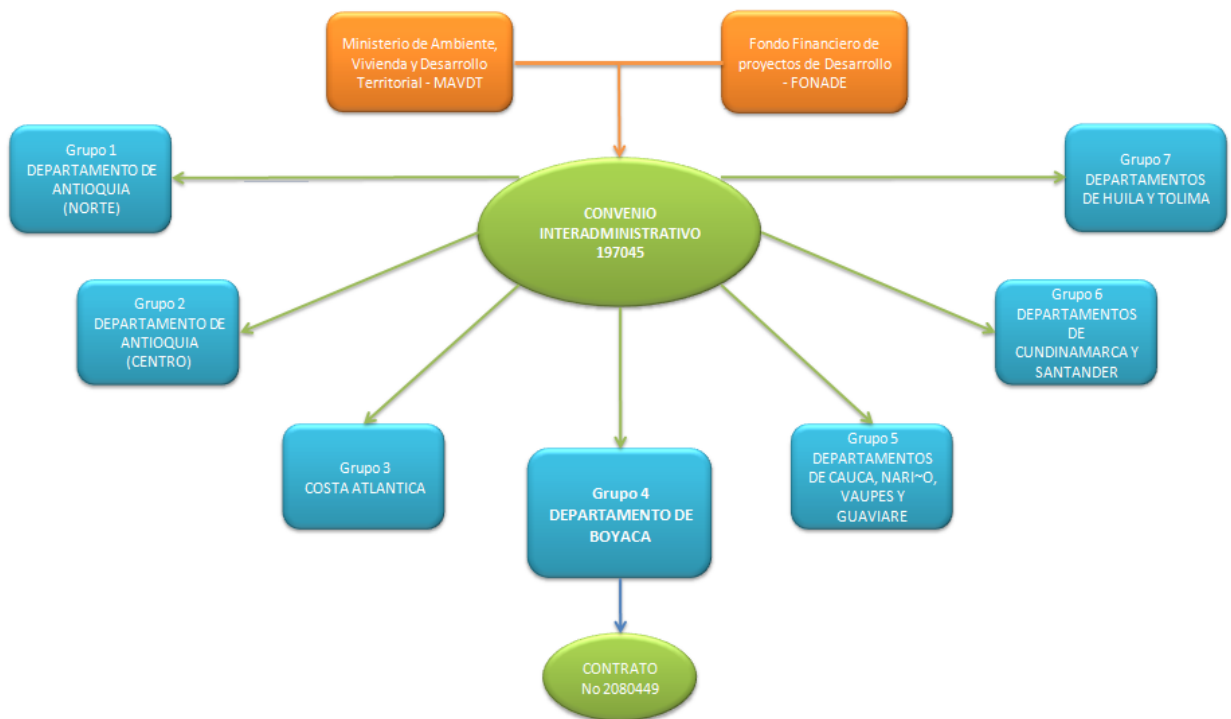 Ministerio de Ambiente,
Vivienda y Desarrollo
Territorial - MAVDT
Fondo Financiero de
proyectos de Desarrollo
- FONADE
Grupo 1
DEPARTAMENTO DE
ANTIOQUIA
(NORTE)
Grupo 7
DEPARTAMENTOS
DE HUILA Y TOLIMA
CONVENIO
INTERADMINISTRATIVO
197045
Grupo 2
DEPARTAMENTO DE
ANTIOQUIA
(CENTRO)
Grupo 6
DEPARTAMENTOS
DE
CUNDINAMARCA Y
SANTANDER
Grupo 3
COSTA ATLANTICA
Grupo 4
DEPARTAMENTO DE
BOYACA
Grupo 5
DEPARTAMENTOS
DE CAUCA, NARI~O,
VAUPES Y
GUAVIARE
CONTRATO
No 2080449